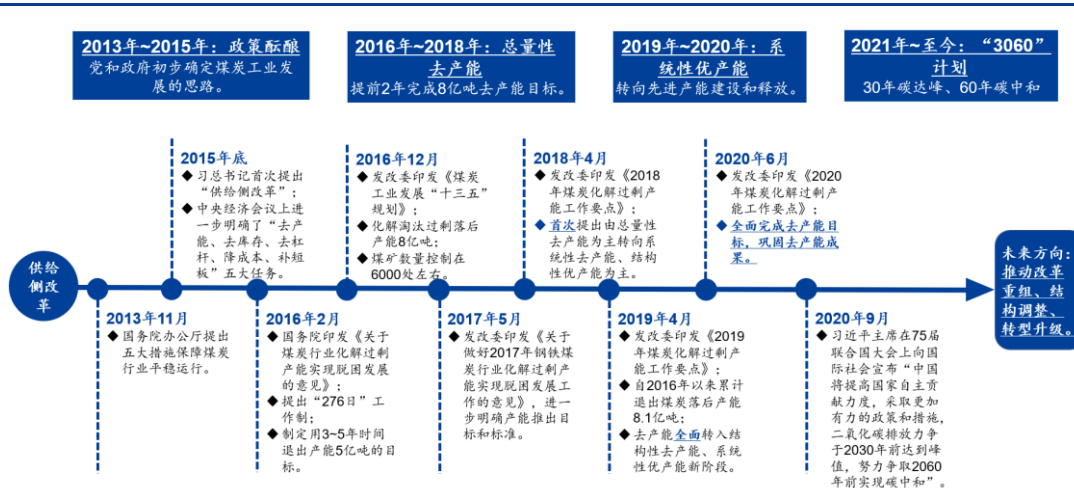 2013年~2015年：政策酝酿
党和政府初步确定煤炭工业发
展的思路。
2016年~2018年：总量性
去产能
提前2年完成8亿吨去产能目标。
2019年~2020年：系
统性优产能
转向先进产能建设和释放。
2021年~至今：“3060”
计划
30年碳达峰、60年碳中和
2015年底
◆ 习总书记首次提出
“供给侧改革”；
◆ 中央经济会议上进
一步明确了“去产
能、去库存、去杠
杆、降成本、补短
板”五大任务。
2016年12月
◆ 发改委印发《煤炭
工业发展“十三五”
规划》；
◆ 化解淘汰过剩落后
产能8亿吨；
◆ 煤矿数量控制在
6000处左右。
2018年4月
◆ 发改委印发《2018
年煤炭化解过剩产
能工作要点》；
◆ 首次提出由总量性
去产能为主转向系
统性去产能、结构
性优产能为主。
2020年6月
◆ 发改委印发《2020
年煤炭化解过剩产
能工作要点》；
◆ 全面完成去产能目
标，巩固去产能成
果。
供给
侧改
革
未来方向：
推动改革
重组、结
构调整、
转型升级。
2013年11月
◆ 国务院办公厅提出
五大措施保障煤炭
行业平稳运行。
2016年2月
◆ 国务院印发《关于
煤炭行业化解过剩
产能实现脱困发展
的意见》；
◆ 提出“276日”工
作制；
◆ 制定用3~5年时间
退出产能5亿吨的目
标。
2017年5月
◆ 发改委印发《关于
做好2017年钢铁煤
炭行业化解过剩产
能实现脱困发展工
作的意见》，进一
步明确产能推出目
标和标准。
2019年4月
◆ 发改委印发《2019
年煤炭化解过剩产
能工作要点》；
◆ 自2016年以来累计
退出煤炭落后产能
8.1亿吨；
◆ 去产能全面转入结
构性去产能、系统
性优产能新阶段。
2020年9月
◆ 习近平主席在75届
联合国大会上向国
际社会宣布“中国
将提高国家自主贡
献力度，采取更加
有力的政策和措施，
二氧化碳排放力争
于2030年前达到峰
值，努力争取2060
年前实现碳中和”。